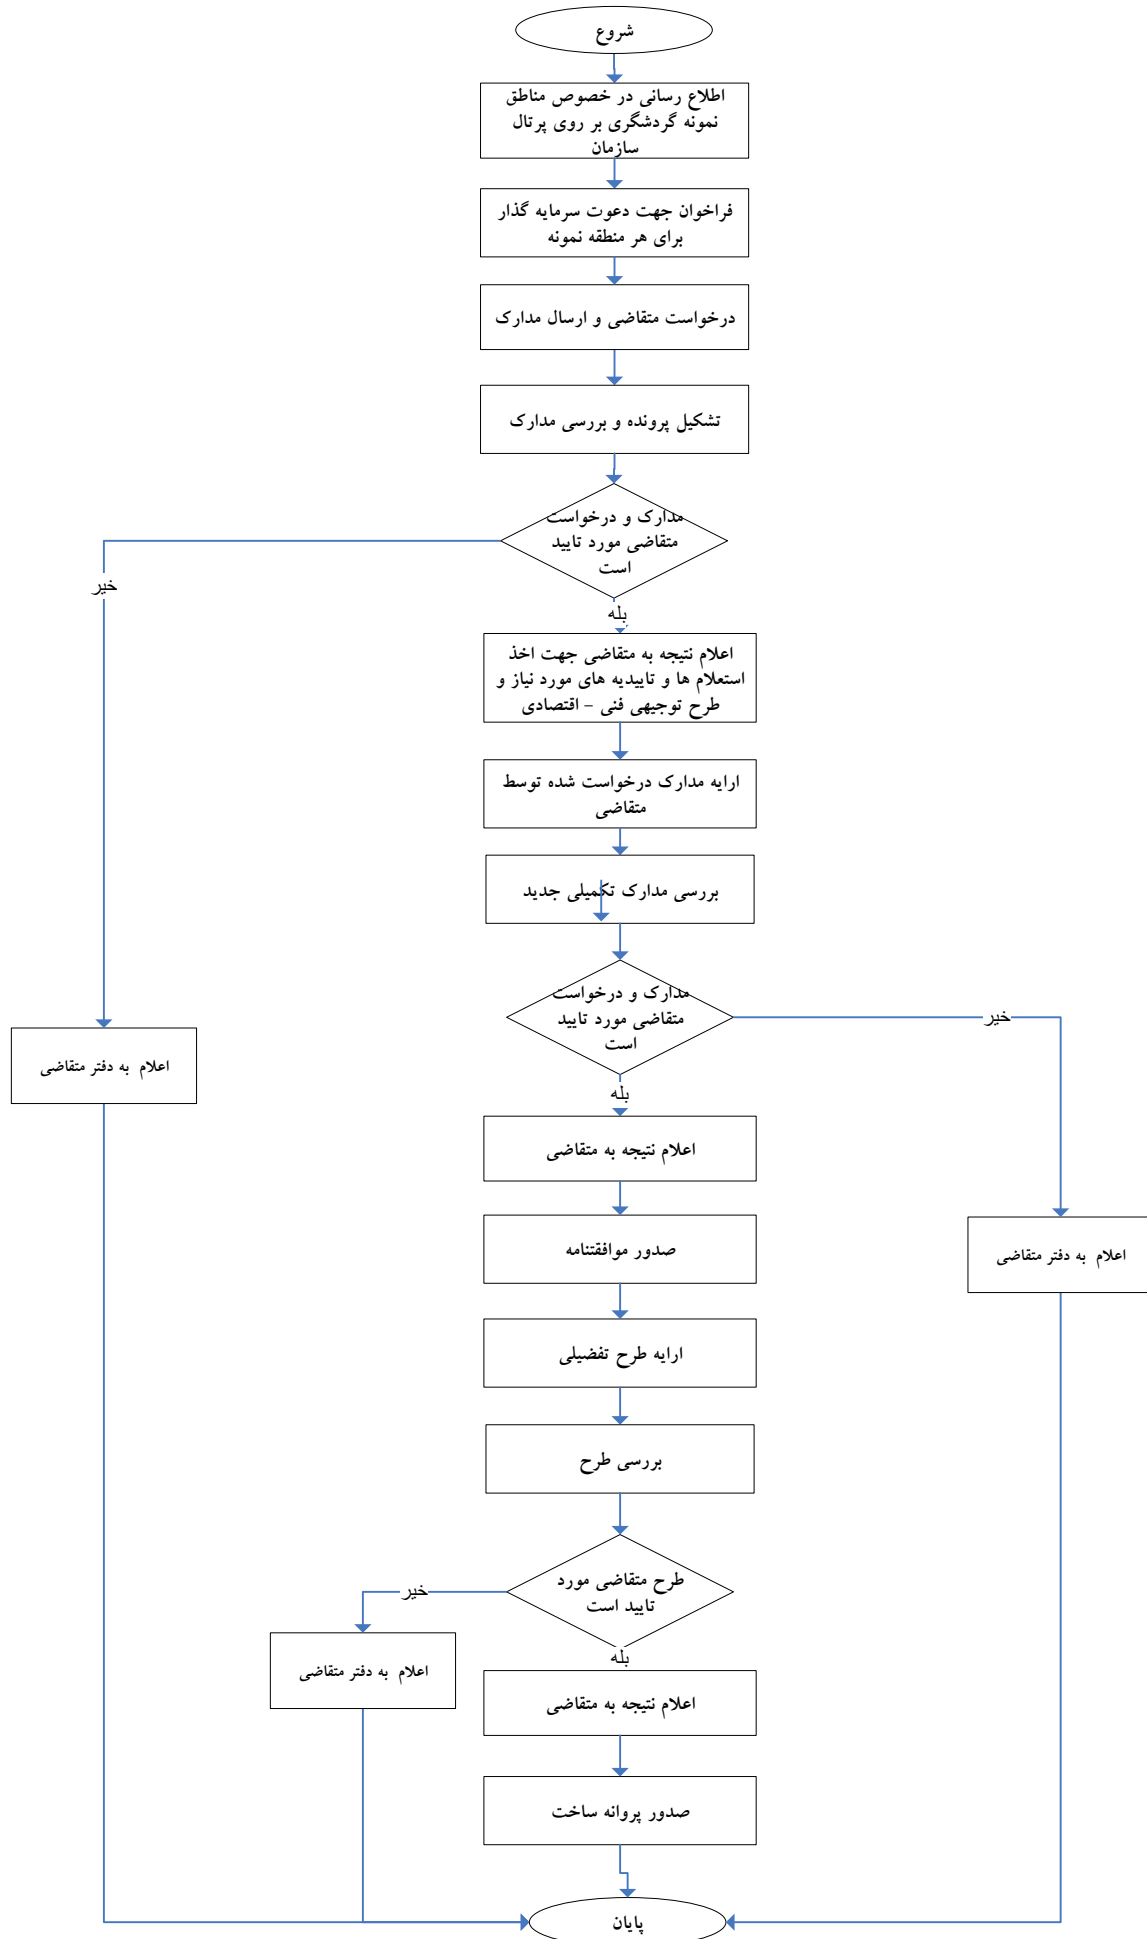 شروع
اطلاع رسانی در خصوص مناطق
نمونه گردشگری بر روی پرتال
سازمان
فراخوان جهت دعوت سرمایه گذار
برای هر منطقه نمونه
درخواست متقاضی و ارسال مدارک
تشکیل پرونده و بررسی مدارک
مدارک و درخواست
متقاضی مورد تایید
است
خیر
بله
اعلام نتیجه به متقاضی جهت اخذ
استعلام ها و تاییدیه های مورد نیاز و
طرح توجیهی فنی – اقتصادی
ارایه مدارک درخواست شده توسط
متقاضی
بررسی مدارک تکمیلی جدید
مدارک و درخواست
متقاضی مورد تایید
است
خیر
اعلام به دفتر متقاضی
بله
اعلام نتیجه به متقاضی
صدور موافقتنامه
اعلام به دفتر متقاضی
ارایه طرح تفضیلی
بررسی طرح
طرح متقاضی مورد
تایید است
خیر
بله
اعلام به دفتر متقاضی
اعلام نتیجه به متقاضی
صدور پروانه ساخت
پایان